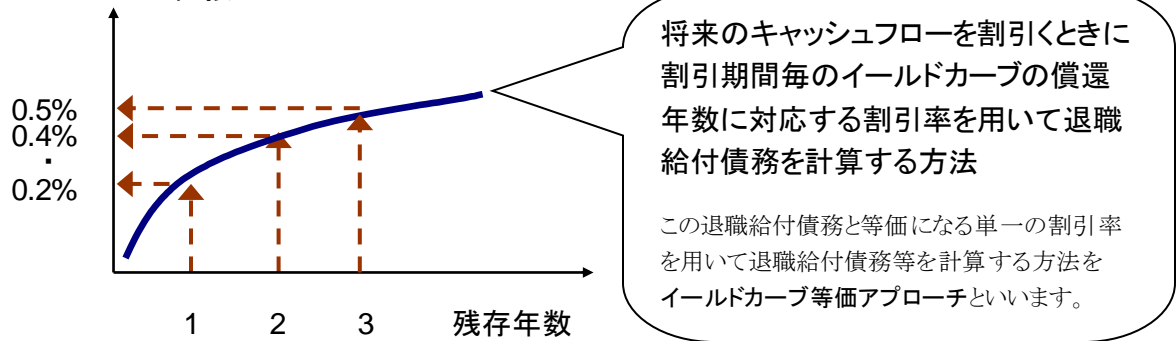 将来のキャッシュフローを割引くときに
割引期間毎のイールドカーブの償還
年数に対応する割引率を用いて退職
給付債務を計算する方法
この退職給付債務と等価になる単一の割引率
を用いて退職給付債務等を計算する方法を
イールドカーブ等価アプローチといいます。
0.5%
0.4%
・
0.2%
1 2 3 残存年数